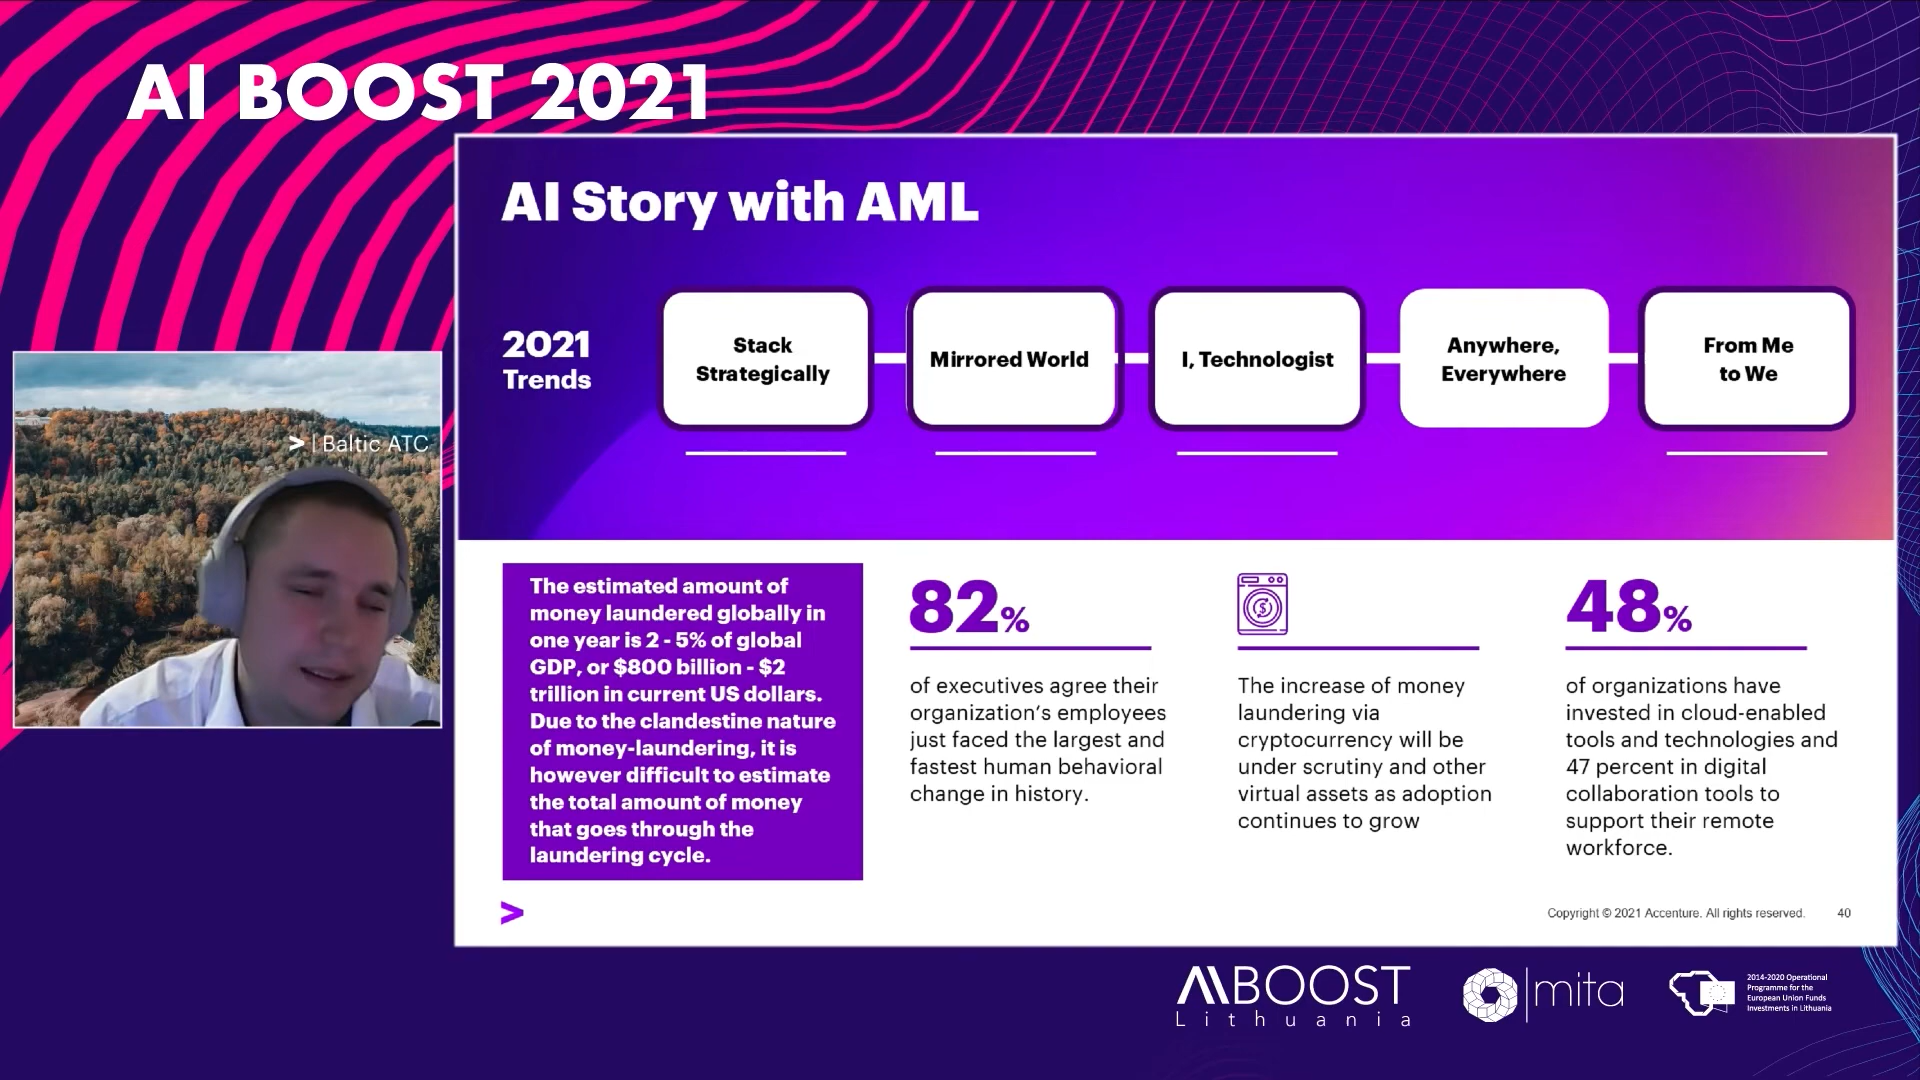 AI BOOST 2021
AI Story with AML
2021
Trends
Stack
Strategically
Mirrored World
I, Technologist
Anywhere,
Everywhere
From Me
to We
> | Baltic ATC
The estimated amount of
money laundered globally in
one year is 2 - 5% of global
GDP, or $800 billion - $2
trillion in current US dollars.
Due to the clandestine nature
of money-laundering, it is
however difficult to estimate
the total amount of money
that goes through the
laundering cycle.
82%
of executives agree their
organization's employees
just faced the largest and
fastest human behavioral
change in history.
$
The increase of money
laundering via
cryptocurrency will be
under scrutiny and other
virtual assets as adoption
continues to grow
48%
of organizations have
invested in cloud-enabled
tools and technologies and
47 percent in digital
collaboration tools to
support their remote
workforce.
>
Copyright © 2021 Accenture. All rights reserved.
40
AI BOOST
Lithuania
mita
2014-2020 Operational
Programme for the
European Union Funds
Investments in Lithuania